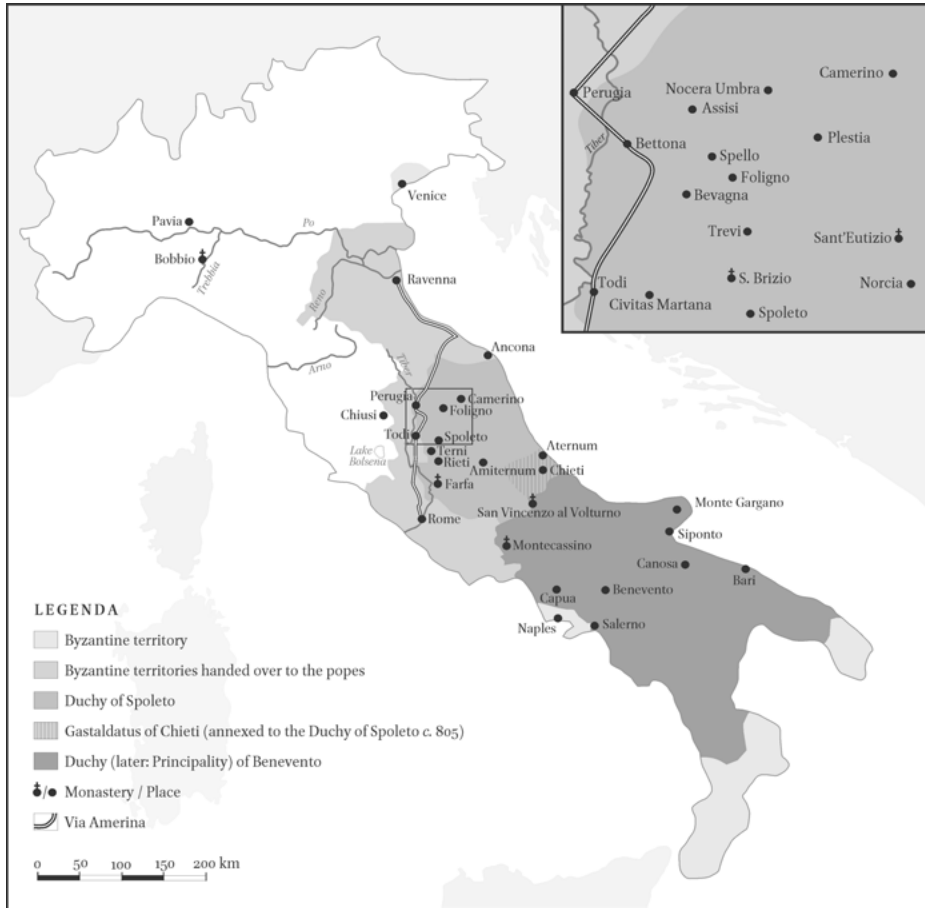 Camerino
Nocera Umbra
Perugia
Assisi
Plestia
Tiber
Bettona
Spello
Foligno
Bevagna
Trevi
Sant'Eutizio
S. Brizio
Todi
Norcia
Civitas Martana
Spoleto
Venice
Pavia
Po
Bobbio
Trebbia
Ravenna
Reno
Ancona
Arno
Tiber
Perugia
Camerino
Foligno
Chiusi
Todi
Spoleto
Lake
Bolsena
Terni
Rieti
Aternum
Amiternum
Chieti
Farfa
San Vincenzo al Volturno
Monte Gargano
Rome
Siponto
Montecassino
Canosa
Bari
Capua
Benevento
Naples
Salerno
LEGENDA
Byzantine territory
Byzantine territories handed over to the popes
Duchy of Spoleto
Gastaldatus of Chieti (annexed to the Duchy of Spoleto c. 805)
Duchy (later: Principality) of Benevento
/ Monastery / Place
Via Amerina
0 50 100 150 200 km